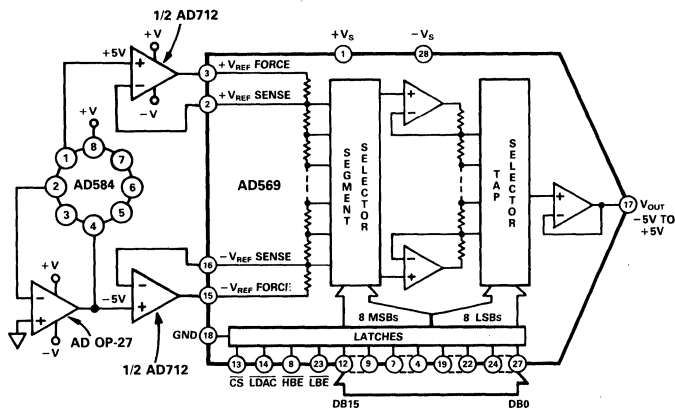 1/2 AD712
+V
+5V
+
−
−V
+VS
1
−VS
28
3
+VREF FORCE
2
+VREF SENSE
+V
8
1
7
2
AD584
6
3
5
4
AD569
SEGMENT
SELECTOR
+
−
−
+
TAP
SELECTOR
+
−
17
VOUT
−5V TO
+5V
16
−VREF SENSE
15
−VREF FORCE
+V
−
+
−V
AD OP-27
−5V
−
+
1/2 AD712
8 MSBs
8 LSBs
GND
18
LATCHES
13
14
8
23
12
9
7
4
19
22
24
27
CS
LDAC
HBE
LBE
DB15
DB0